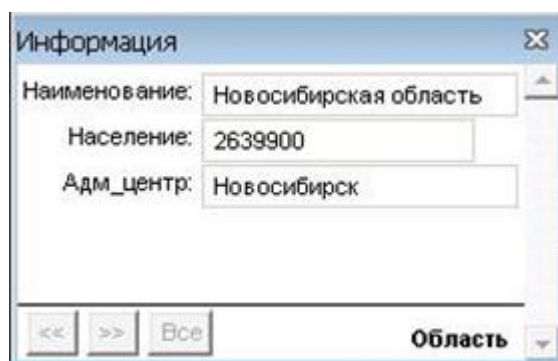 Информация
Наименование: Новосибирская область
Население: 2639900
Адм_центр: Новосибирск
<< >> Все Область